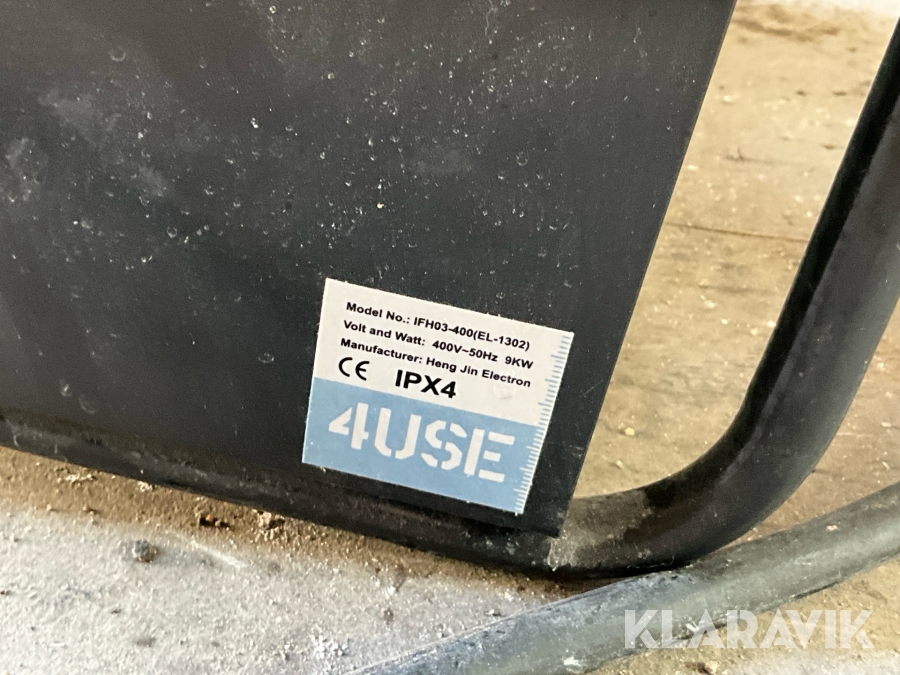 Model No.: IFH03-400(EL-1302)
Volt and Watt: 400V~50Hz 9KW
Manufacturer: Heng Jin Electron
CE IPX4
4USE
KLARAVIK